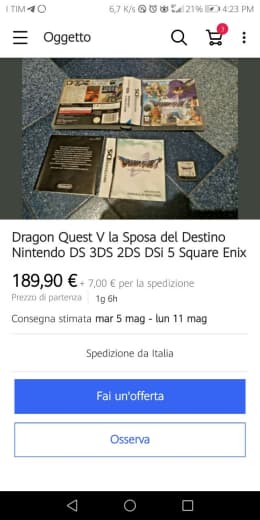 I TIM
6,7 K/s
21%
4:23 PM
Oggetto
Dragon Quest V la Sposa del Destino
Nintendo DS 3DS 2DS DSi 5 Square Enix
189,90 € + 7,00 € per la spedizione
Prezzo di partenza
1g 6h
Consegna stimata mar 5 mag - lun 11 mag
Spedizione da Italia
Fai un'offerta
Osserva